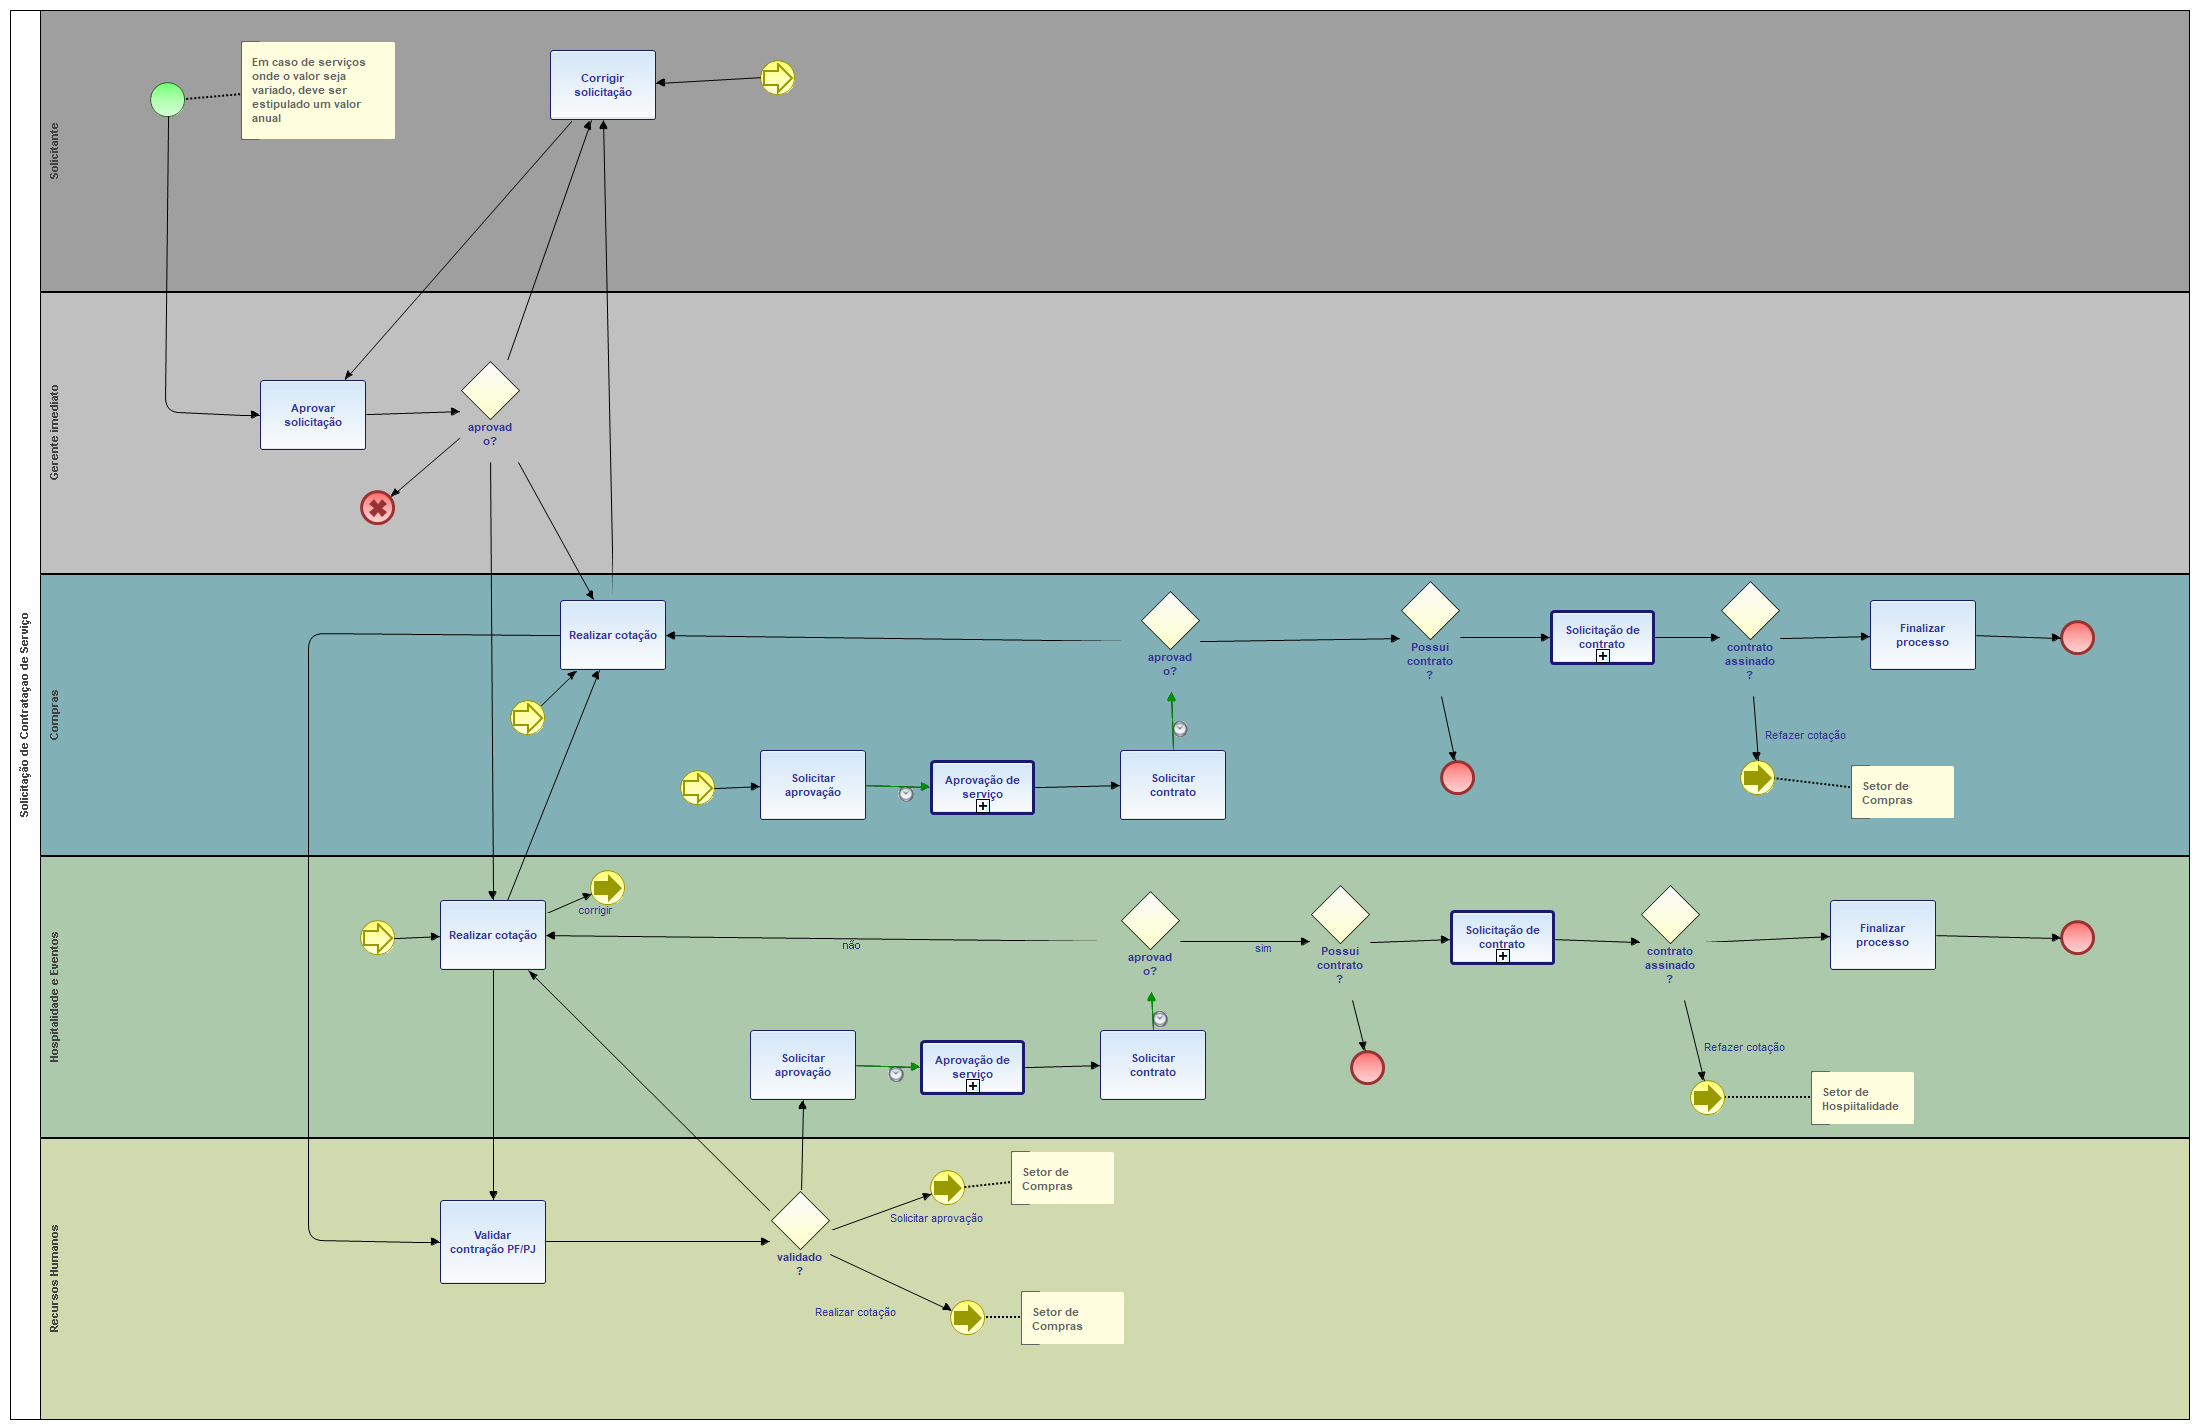 Solicitação de Contratação de Serviço
Solicitante
Em caso de serviços
onde o valor seja
variado, deve ser
estipulado um valor
anual
Corrigir
solicitação
Gerente imediato
Aprovar
solicitação
aprovad
o?
Compras
Realizar cotação
aprovad
o?
Possui
contrato
?
Solicitação de
contrato
contrato
assinado
?
Finalizar
processo
Refazer cotação
Setor de
Compras
Solicitar
aprovação
Aprovação de
serviço
Solicitar
contrato
Hospitalidade e Eventos
corrigir
Realizar cotação
não
aprovad
o?
sim
Possui
contrato
?
Solicitação de
contrato
contrato
assinado
?
Finalizar
processo
Refazer cotação
Setor de
Hospiitalidade
Solicitar
aprovação
Aprovação de
serviço
Solicitar
contrato
Recursos Humanos
Validar
contração PF/PJ
validado
?
Solicitar aprovação
Setor de
Compras
Realizar cotação
Setor de
Compras